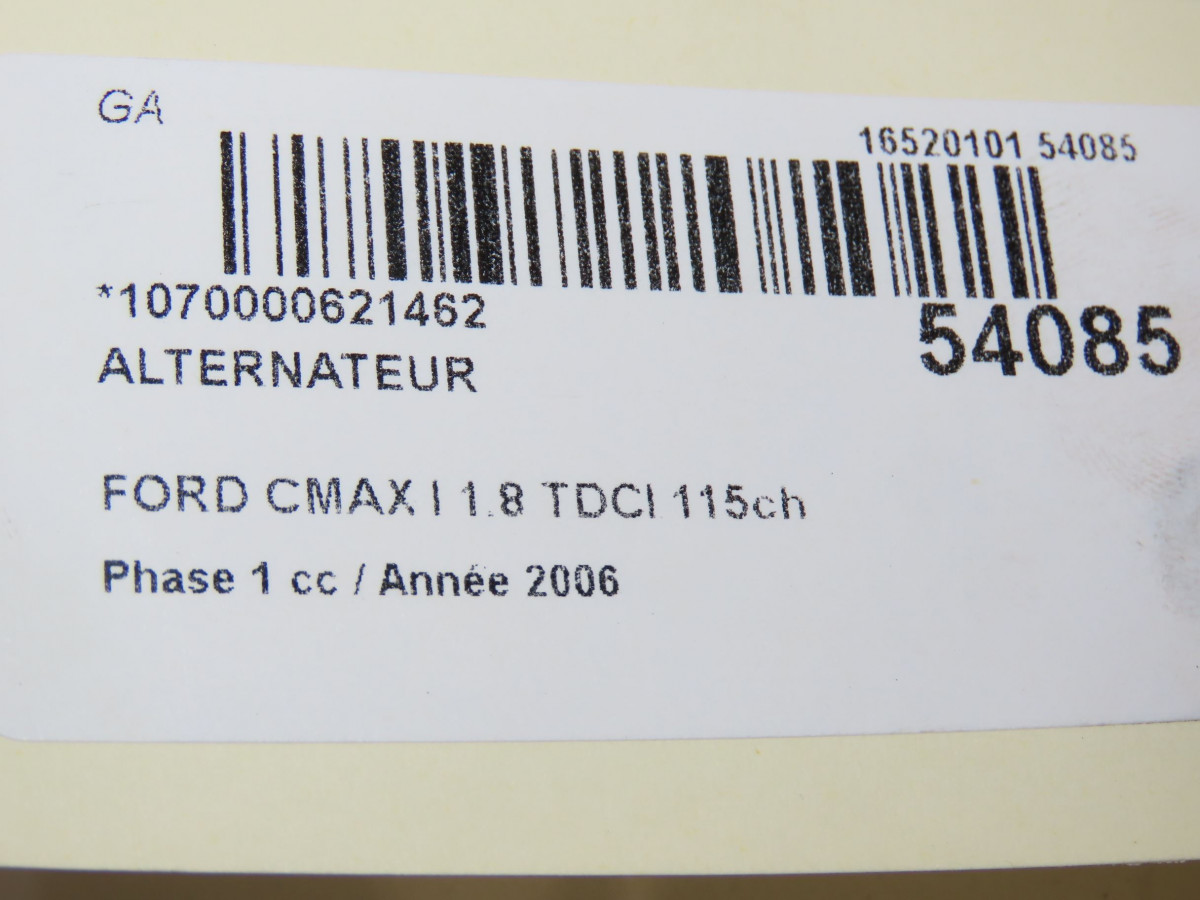 GA
16520101 54085
*1070000621462
54085
ALTERNATEUR
FORD CMAX I 1.8 TDCI 115ch
Phase 1 cc / Année 2006